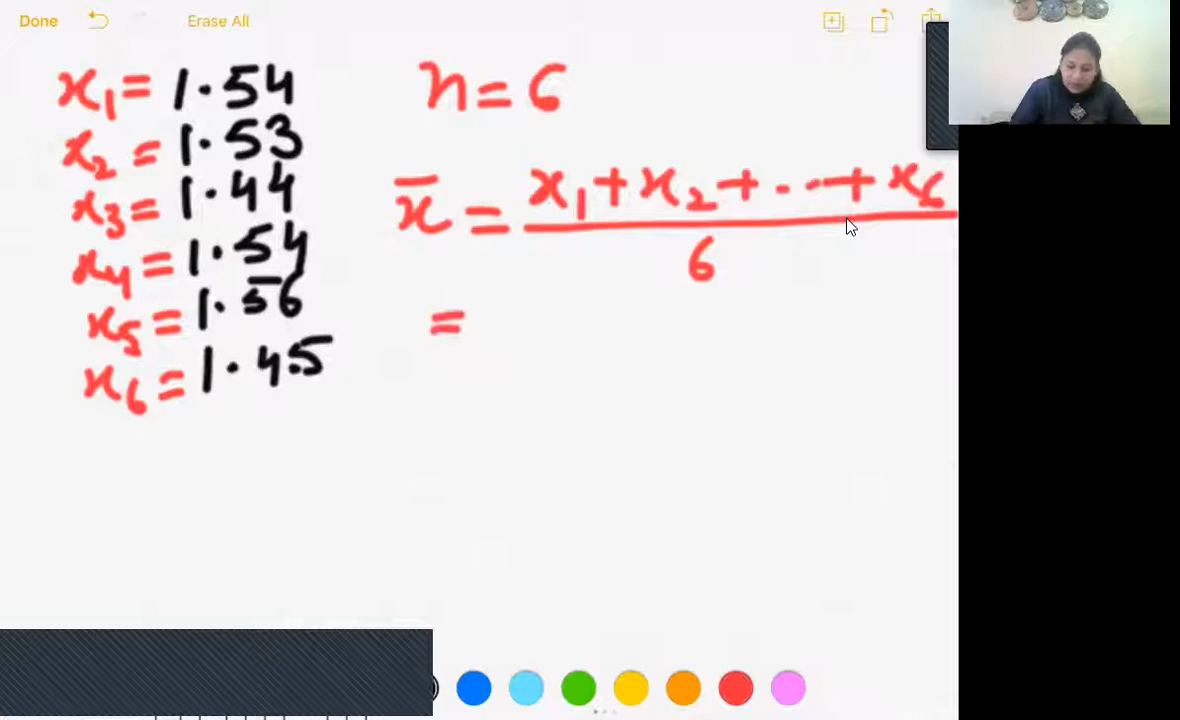 Done Erase All
x₁ = 1.54
x₂ = 1.53
x₃ = 1.44
x₄ = 1.54
x₅ = 1.56
x₆ = 1.45
n = 6
x̄ = x₁ + x₂ + ... + x₆
6
=